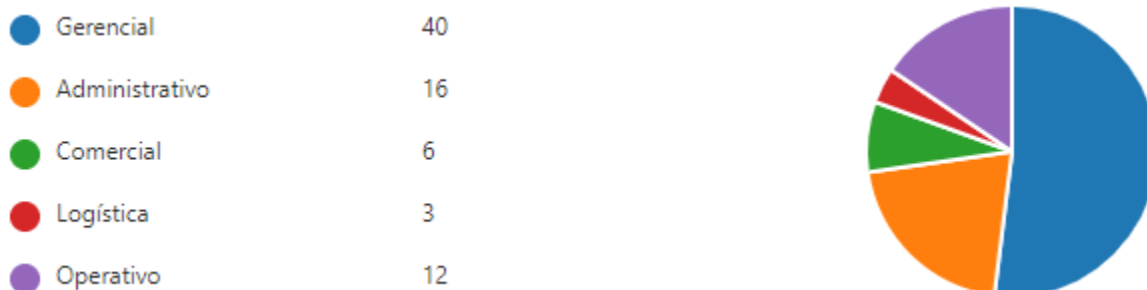 Gerencial 40
Administrativo 16
Comercial 6
Logística 3
Operativo 12